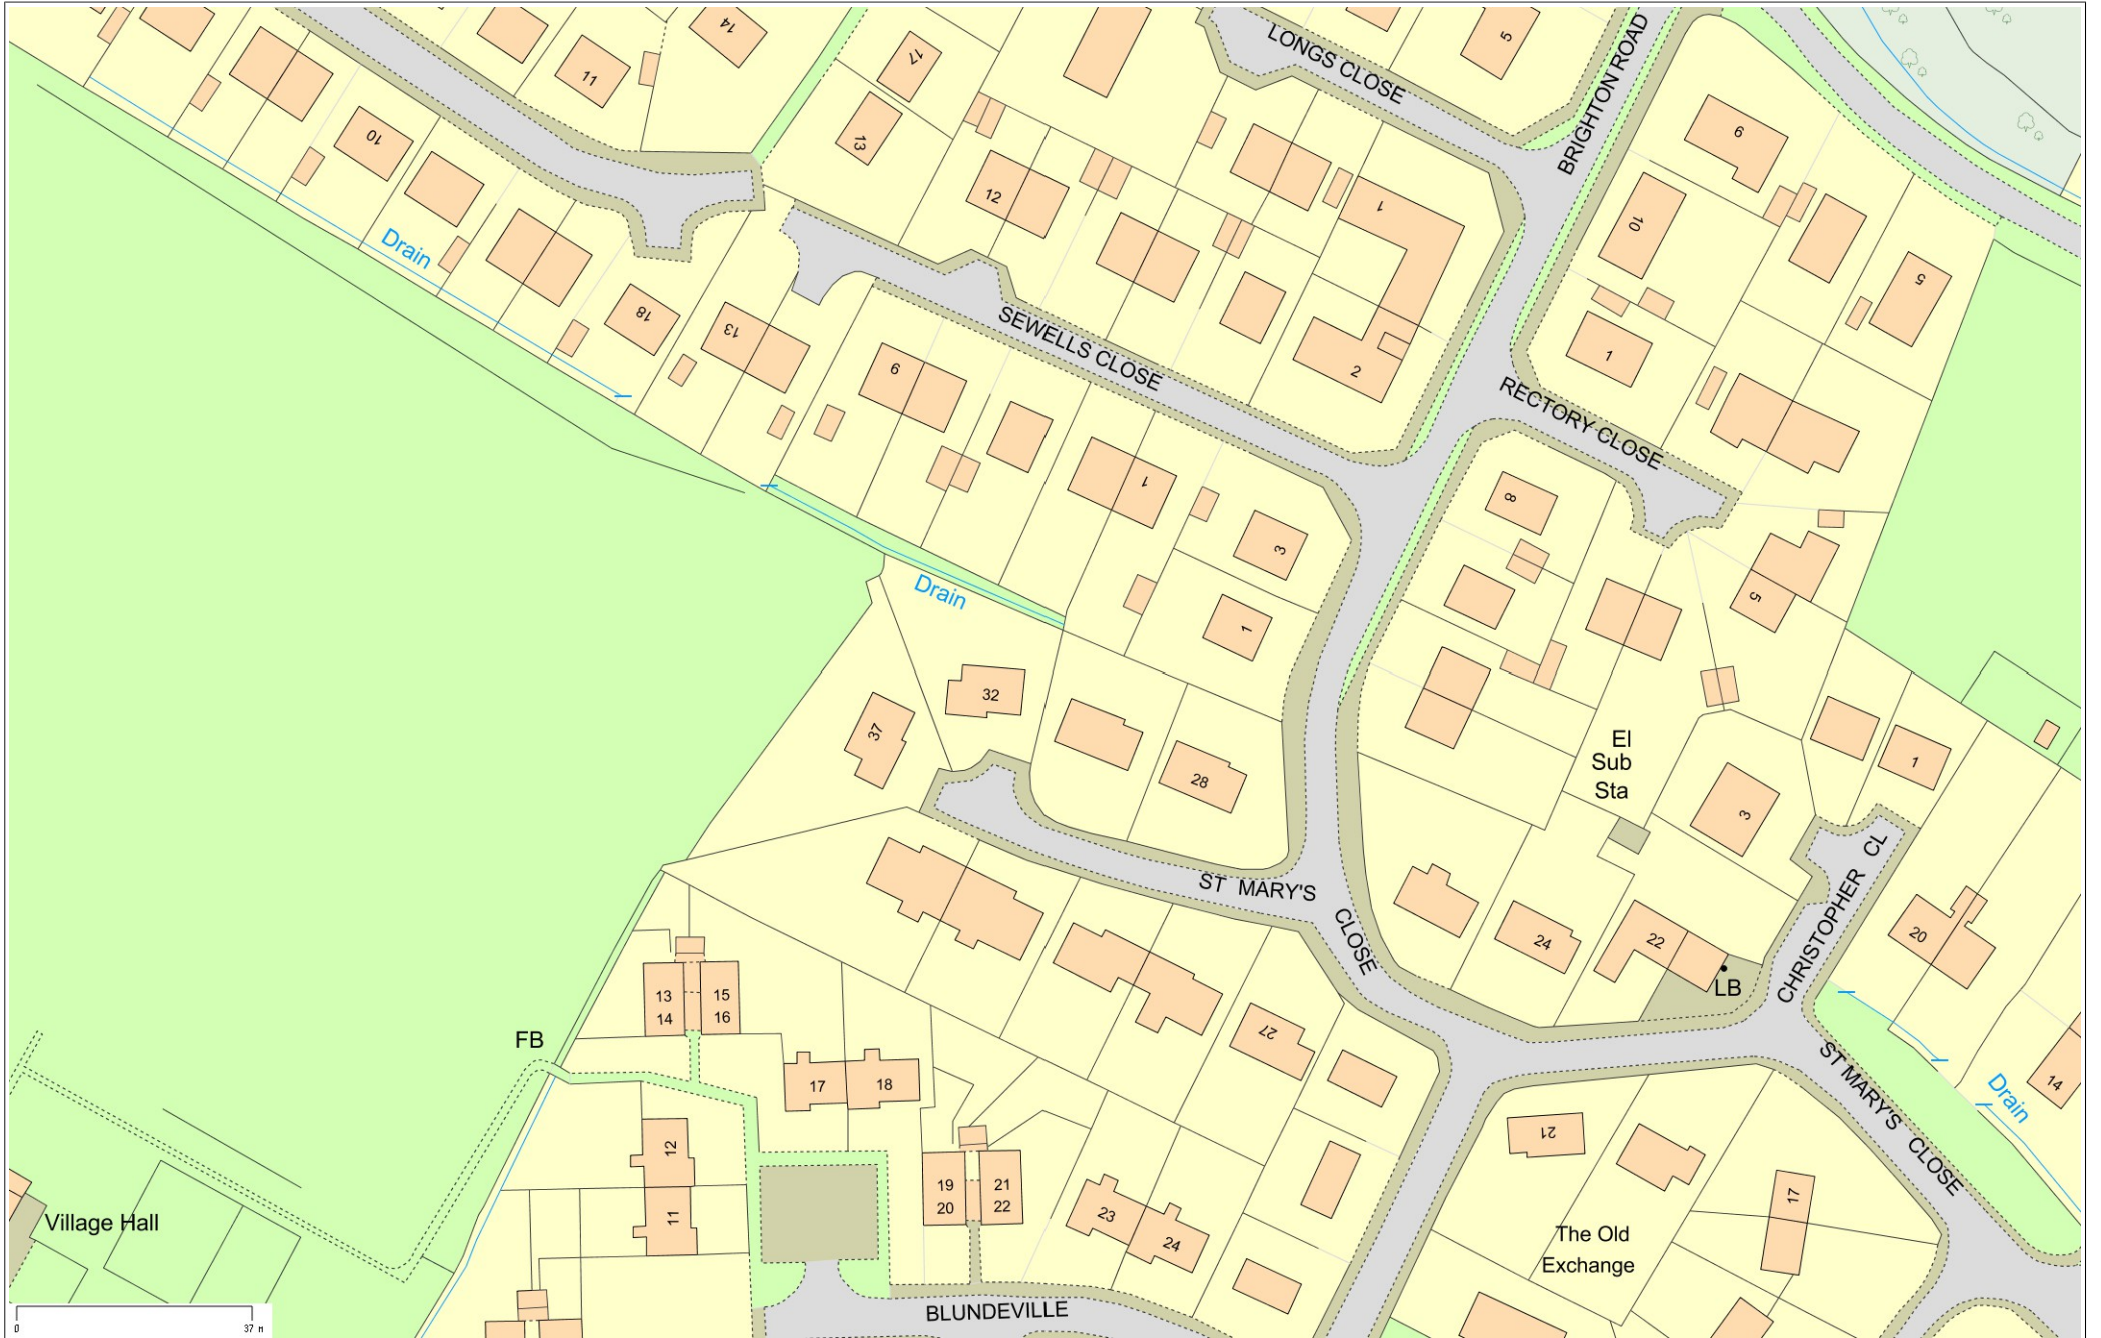 14
17
11
LONGS CLOSE
5
BRIGHTON ROAD
9
10
13
12
1
10
Drain
18
13
SEWELLS CLOSE
2
1
5
9
RECTORY CLOSE
1
8
3
5
Drain
1
32
37
28
El
Sub
Sta
1
3
ST MARY'S
CLOSE
CHRISTOPHER CL
24
22
20
LB
13
14
15
16
FB
27
17
18
ST MARY'S CLOSE
14
Drain
21
12
11
19
20
21
22
23
24
17
Village Hall
The Old
Exchange
BLUNDEVILLE
0
37 M